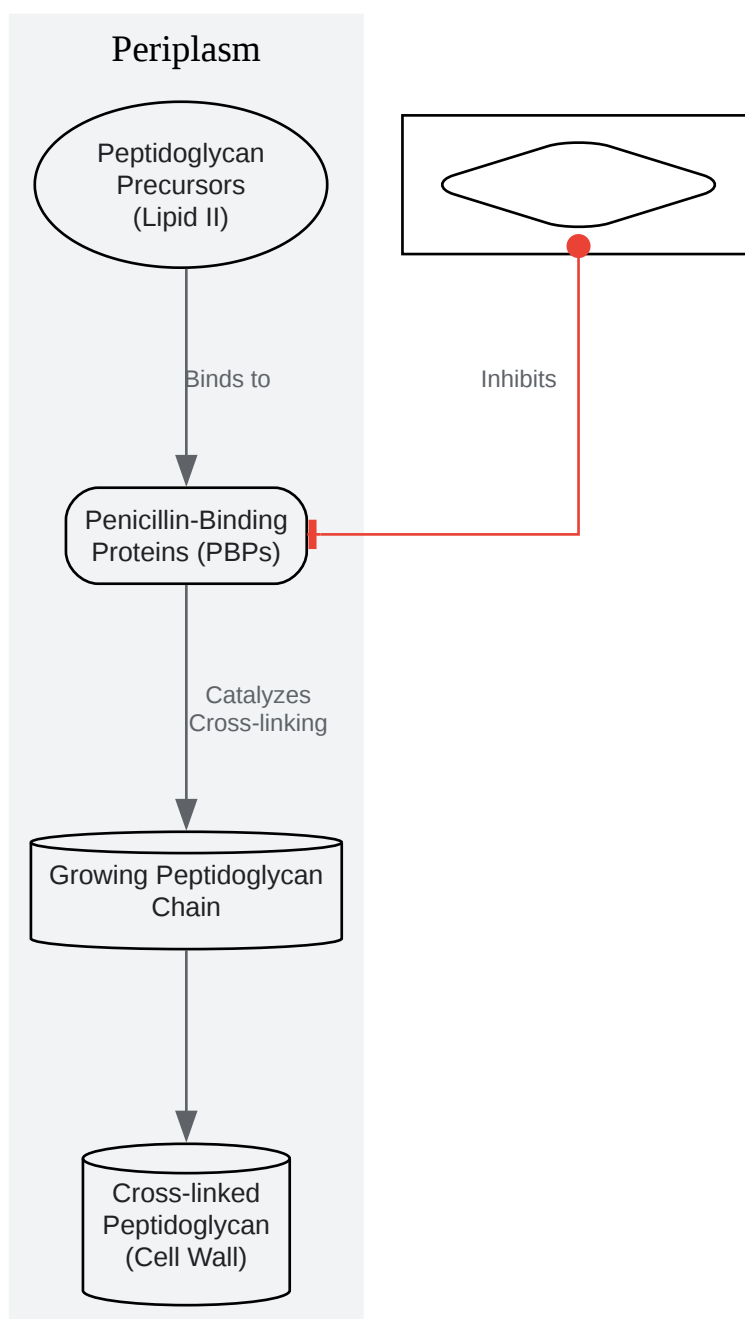 Periplasm
Peptidoglycan
Precursors
(Lipid II)
Binds to
Inhibits
Penicillin-Binding
Proteins (PBPs)
Catalyzes
Cross-linking
Growing Peptidoglycan
Chain
Cross-linked
Peptidoglycan
(Cell Wall)